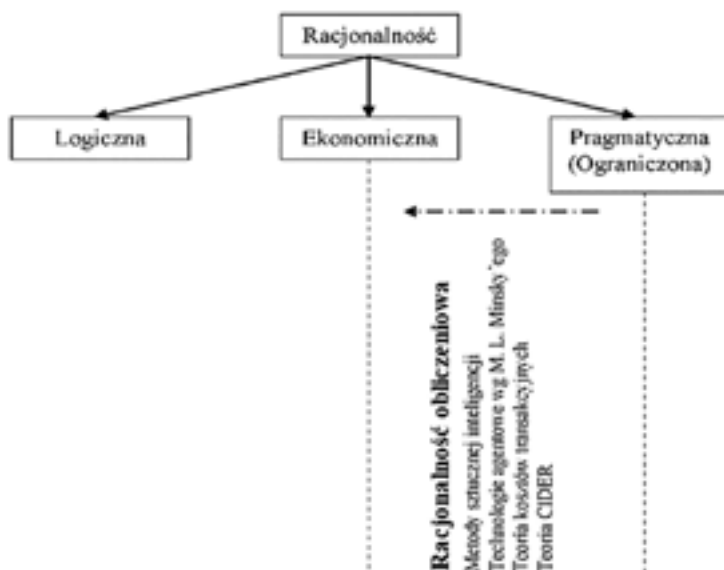 Racjonalność
Logiczna
Ekonomiczna
Pragmatyczna
(Ograniczona)
Racjonalność obliczeniowa
Metody sztucznej inteligencji
Technologie agentowe wg M. L. Minsky'ego
Teoria kosztów transakcyjnych
Teoria CIDER